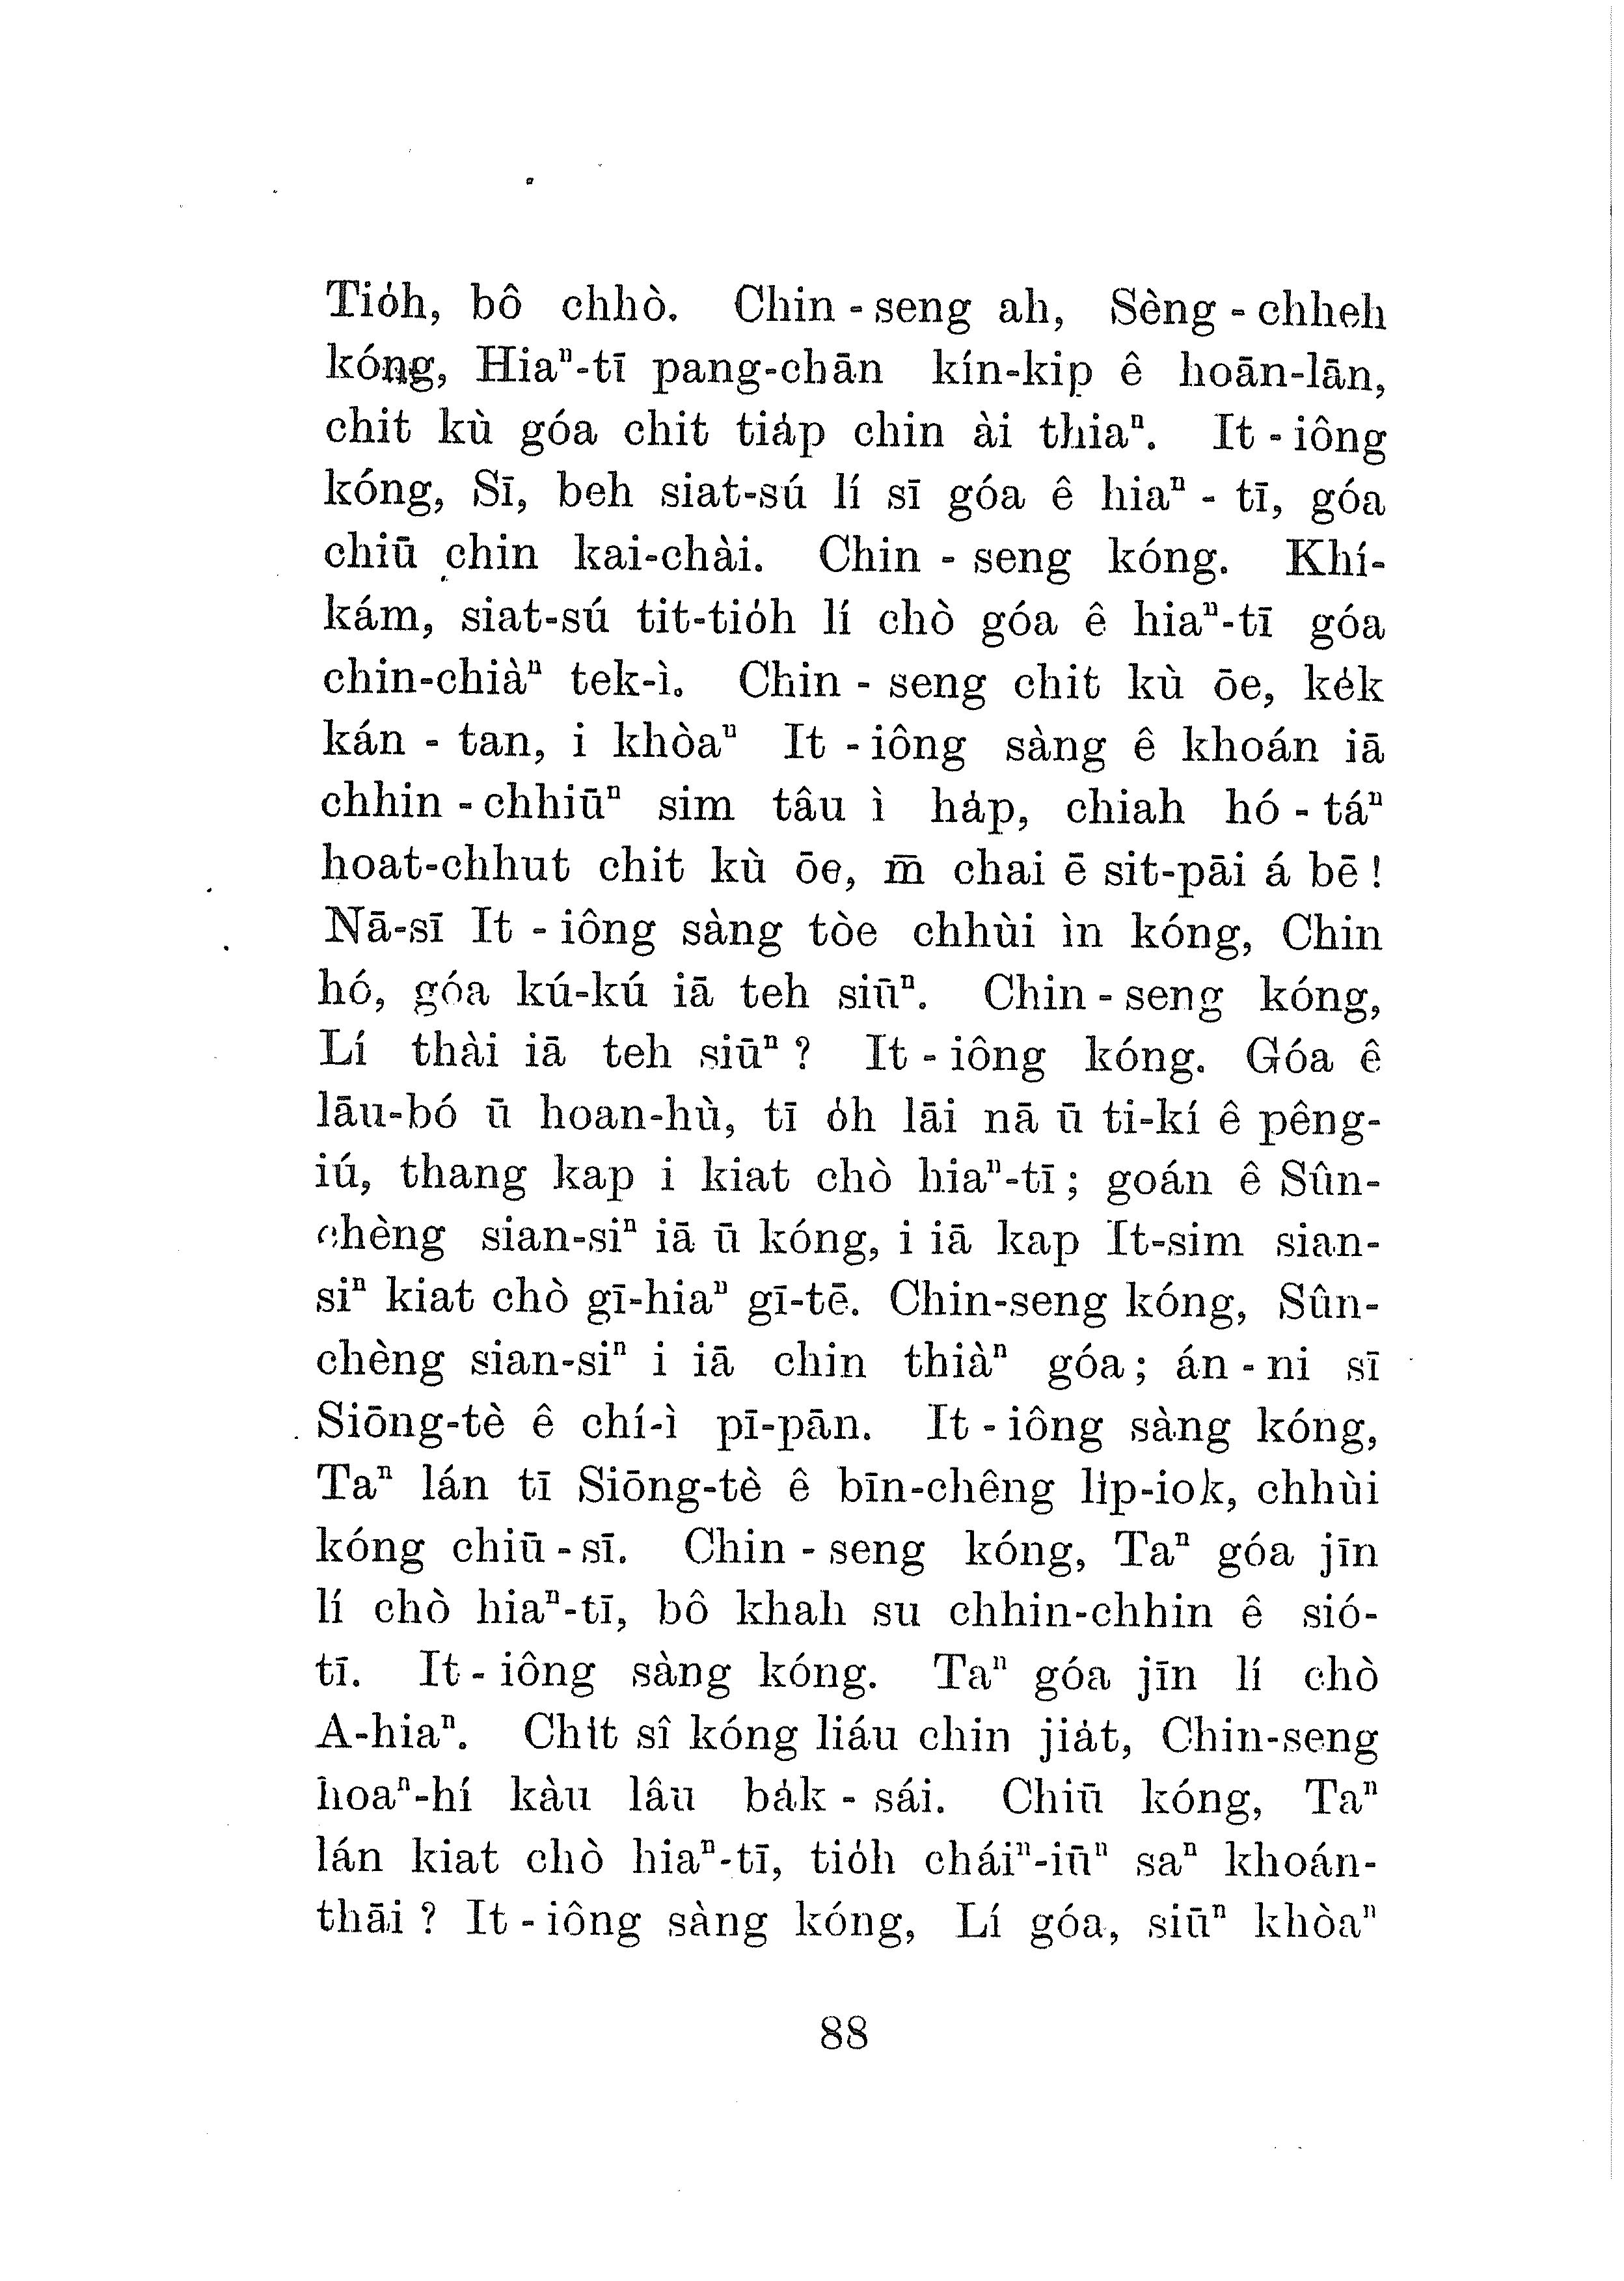 Tio̍h, bô chhò. Chin - seng ah, Sèng - chheh
kóng, Hiaⁿ-tī pang-chān kín-kip ê hoān-lān,
chit kù góa chit tia̍p chin ài thiaⁿ. It - iông
kóng, Sī, beh siat-sú lí sī góa ê hiaⁿ - tī, góa
chiū chin kai-chài. Chin - seng kóng. Khí-
kám, siat-sú tit-tio̍h lí chò góa ê hiaⁿ-tī góa
chin-chiàⁿ tek-ì. Chin - seng chit kù ōe, ke̍k
kán - tan, i khòaⁿ It - iông sàng ê khoán iā
chhin - chhiūⁿ sim tâu ì ha̍p, chiah hó - táⁿ
hoat-chhut chit kù ōe, m̄ chai ē sit-pāi á bē !
Nā-sī It - iông sàng tòe chhùi ìn kóng, Chin
hó, góa kú-kú iā teh siūⁿ. Chin - seng kóng,
Lí thài iā teh siūⁿ ? It - iông kóng. Góa ê
lāu-bó ū hoan-hù, tī o̍h lāi nā ū ti-kí ê pêng-
iú, thang kap i kiat chò hiaⁿ-tī ; goán ê Sûn-
chèng sian-siⁿ iā ū kóng, i iā kap It-sim sian-
siⁿ kiat chò gī-hiaⁿ gī-tē. Chin-seng kóng, Sûn-
chèng sian-siⁿ i iā chin thiàⁿ góa ; án - ni sī
Siōng-tè ê chí-ì pī-pān. It - iông sàng kóng,
Taⁿ lán tī Siōng-tè ê bīn-chêng li̍p-iok, chhùi
kóng chiū - sī. Chin - seng kóng, Taⁿ góa jīn
lí chò hiaⁿ-tī, bô khah su chhin-chhin ê sió-
tī. It - iông sàng kóng. Taⁿ góa jīn lí chò
A-hiaⁿ. Chit sî kóng liáu chin jia̍t, Chin-seng
hoaⁿ-hí kàu lâu ba̍k - sái. Chiū kóng, Taⁿ
lán kiat chò hiaⁿ-tī, tio̍h cháiⁿ-iūⁿ saⁿ khoán-
thāi ? It - iông sàng kóng, Lí góa, siūⁿ khòaⁿ
88